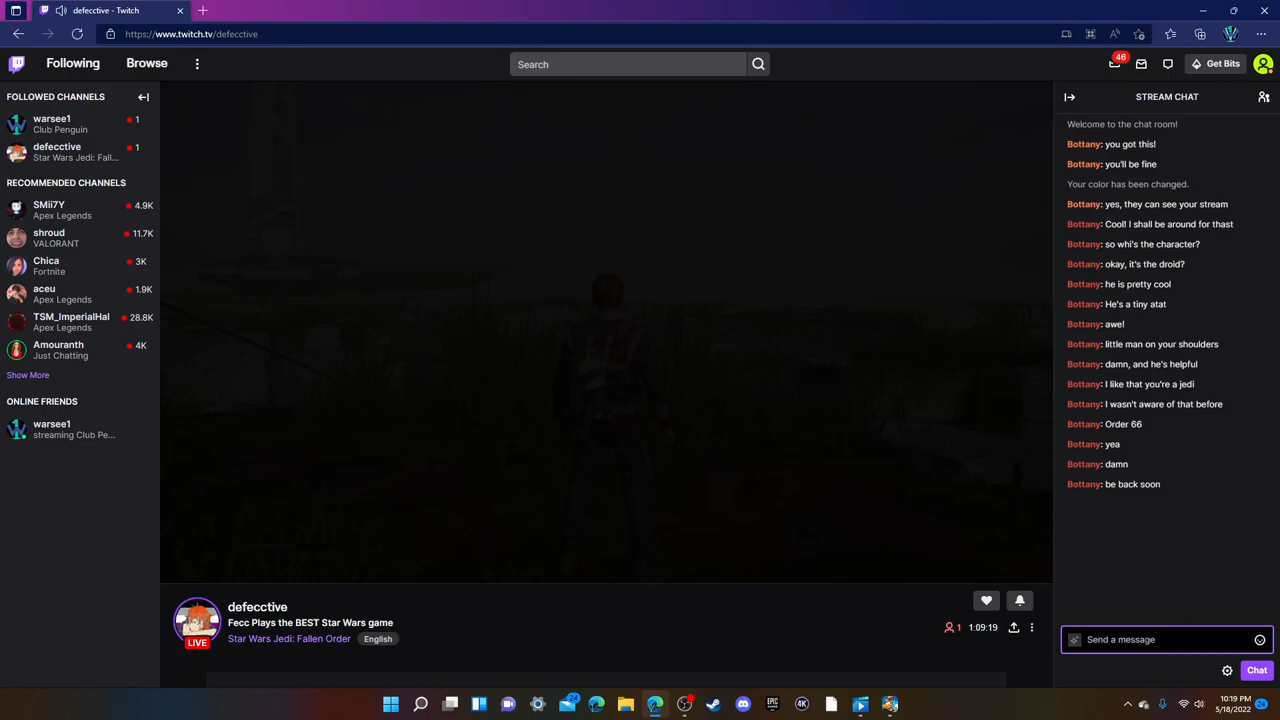 defecctive - Twitch
https://www.twitch.tv/defecctive
Following
Browse
Search
46
Get Bits
FOLLOWED CHANNELS
warsee1
1
Club Penguin
defecctive
1
Star Wars Jedi: Fall...
RECOMMENDED CHANNELS
SMii7Y
4.9K
Apex Legends
shroud
11.7K
VALORANT
Chica
3K
Fortnite
aceu
1.9K
Apex Legends
TSM_ImperialHal
28.8K
Apex Legends
Amouranth
4K
Just Chatting
Show More
ONLINE FRIENDS
warsee1
streaming Club Pe...
LIVE
defecctive
Fecc Plays the BEST Star Wars game
Star Wars Jedi: Fallen Order
English
1
1:09:19
STREAM CHAT
Welcome to the chat room!
Bottany: you got this!
Bottany: you'll be fine
Your color has been changed.
Bottany: yes, they can see your stream
Bottany: Cool! I shall be around for thast
Bottany: so whi's the character?
Bottany: okay, it's the droid?
Bottany: he is pretty cool
Bottany: He's a tiny atat
Bottany: awe!
Bottany: little man on your shoulders
Bottany: damn, and he's helpful
Bottany: I like that you're a jedi
Bottany: I wasn't aware of that before
Bottany: Order 66
Bottany: yea
Bottany: damn
Bottany: be back soon
Send a message
Chat
24
EPIC GAMES
4K
10:19 PM
5/18/2022
24